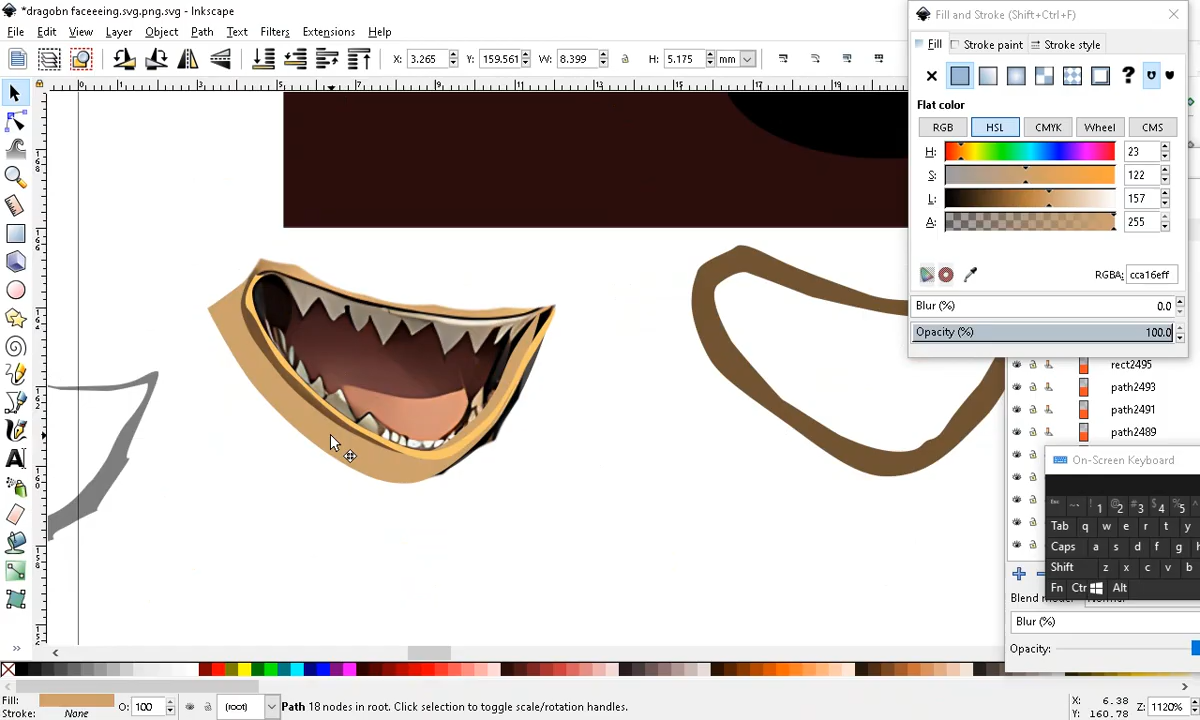 *dragobn faceeeing.svg.png.svg - Inkscape
File Edit View Layer Object Path Text Filters Extensions Help
X: 3.265 Y: 159.561 W: 8.399 H: 5.175 mm
Fill and Stroke (Shift+Ctrl+F)
Fill Stroke paint Stroke style
Flat color
RGB HSL CMYK Wheel CMS
H: 23
S: 122
L: 157
A: 255
RGBA: cca16eff
Blur (%) 0.0
Opacity (%) 100.0
rect2495
path2493
path2491
path2489
On-Screen Keyboard
Tab q w e r t y
Caps a s d f g h
Shift z x c v b
Fn Ctrl Alt
Blur (%)
Opacity:
Fill:
Stroke: None
O: 100
(root)
Path 18 nodes in root. Click selection to toggle scale/rotation handles.
X: 6.38
Y: 160.78
Z: 1120%